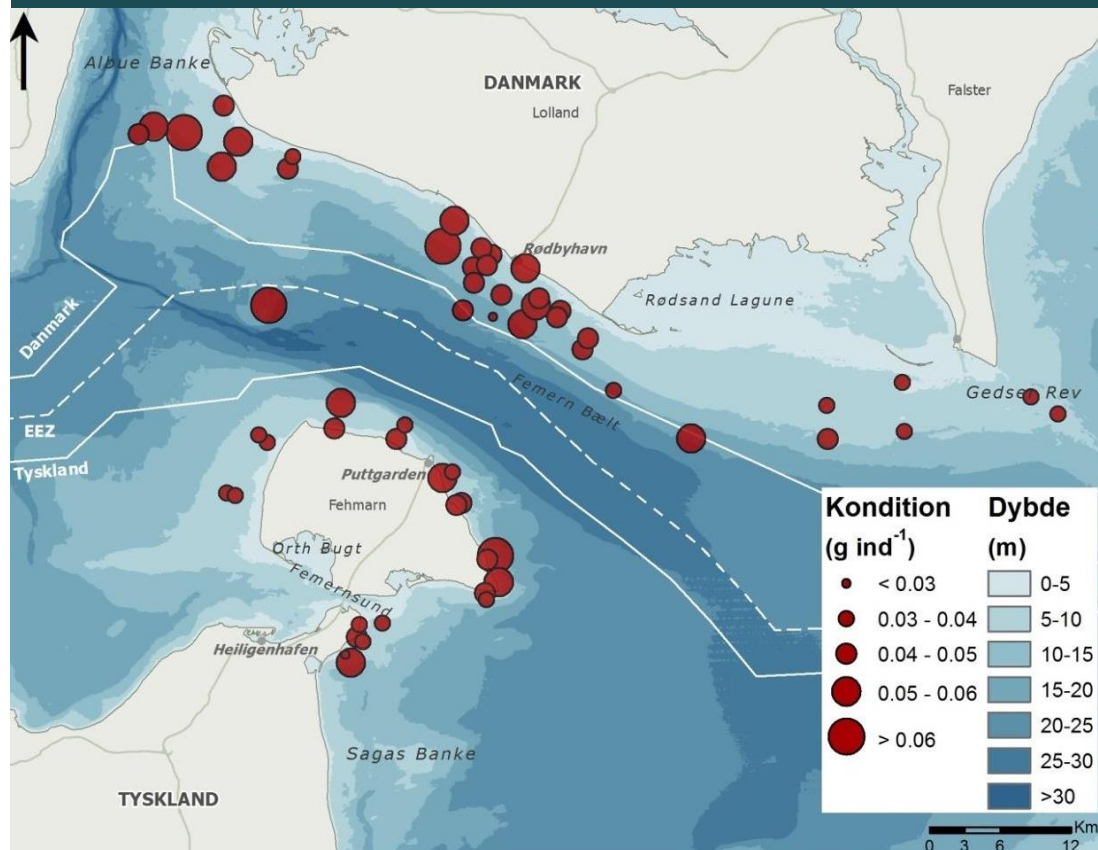 Albue Banke
DANMARK
Lolland
Falster
Rødbyhavn
Rødsand Lagune
Gedser Rev
Danmark
EEZ
Tyskland
Femern Bælt
Puttgarden
Fehmarn
Orth Bugt
Femernsund
Heiligenhafen
Sagas Banke
TYSKLAND
Kondition
(g ind⁻¹)
< 0.03
0.03 - 0.04
0.04 - 0.05
0.05 - 0.06
> 0.06
Dybde
(m)
0-5
5-10
10-15
15-20
20-25
25-30
>30
Km
0 3 6 12